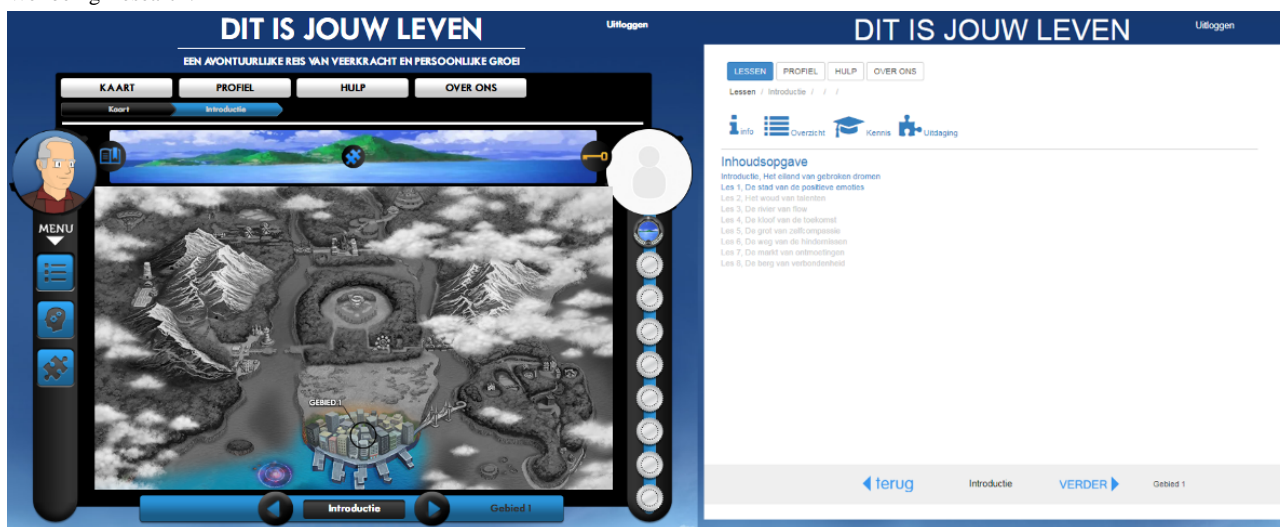 DIT IS JOUW LEVEN
Uitloggen
EEN AVONTUURLIJKE REIS VAN VEERKRACHT EN PERSOONLIJKE GROEI
KAART PROFIEL HULP OVER ONS
Kaart Introductie
MENU
GEBIED 1
Introductie
Gebied 1
DIT IS JOUW LEVEN
Uitloggen
LESSEN PROFIEL HULP OVER ONS
Lessen / Introductie / / /
info Overzicht Kennis Uitdaging
Inhoudsopgave
Introductie, Het eiland van gebroken dromen
Les 1, De stad van de positieve emoties
Les 2, Het woud van talenten
Les 3, De rivier van flow
Les 4, De kloof van de toekomst
Les 5, De grot van zelfcompassie
Les 6, De weg van de hindernissen
Les 7, De markt van ontmoetingen
Les 8, De berg van verbondenheid
terug Introductie VERDER Gebied 1